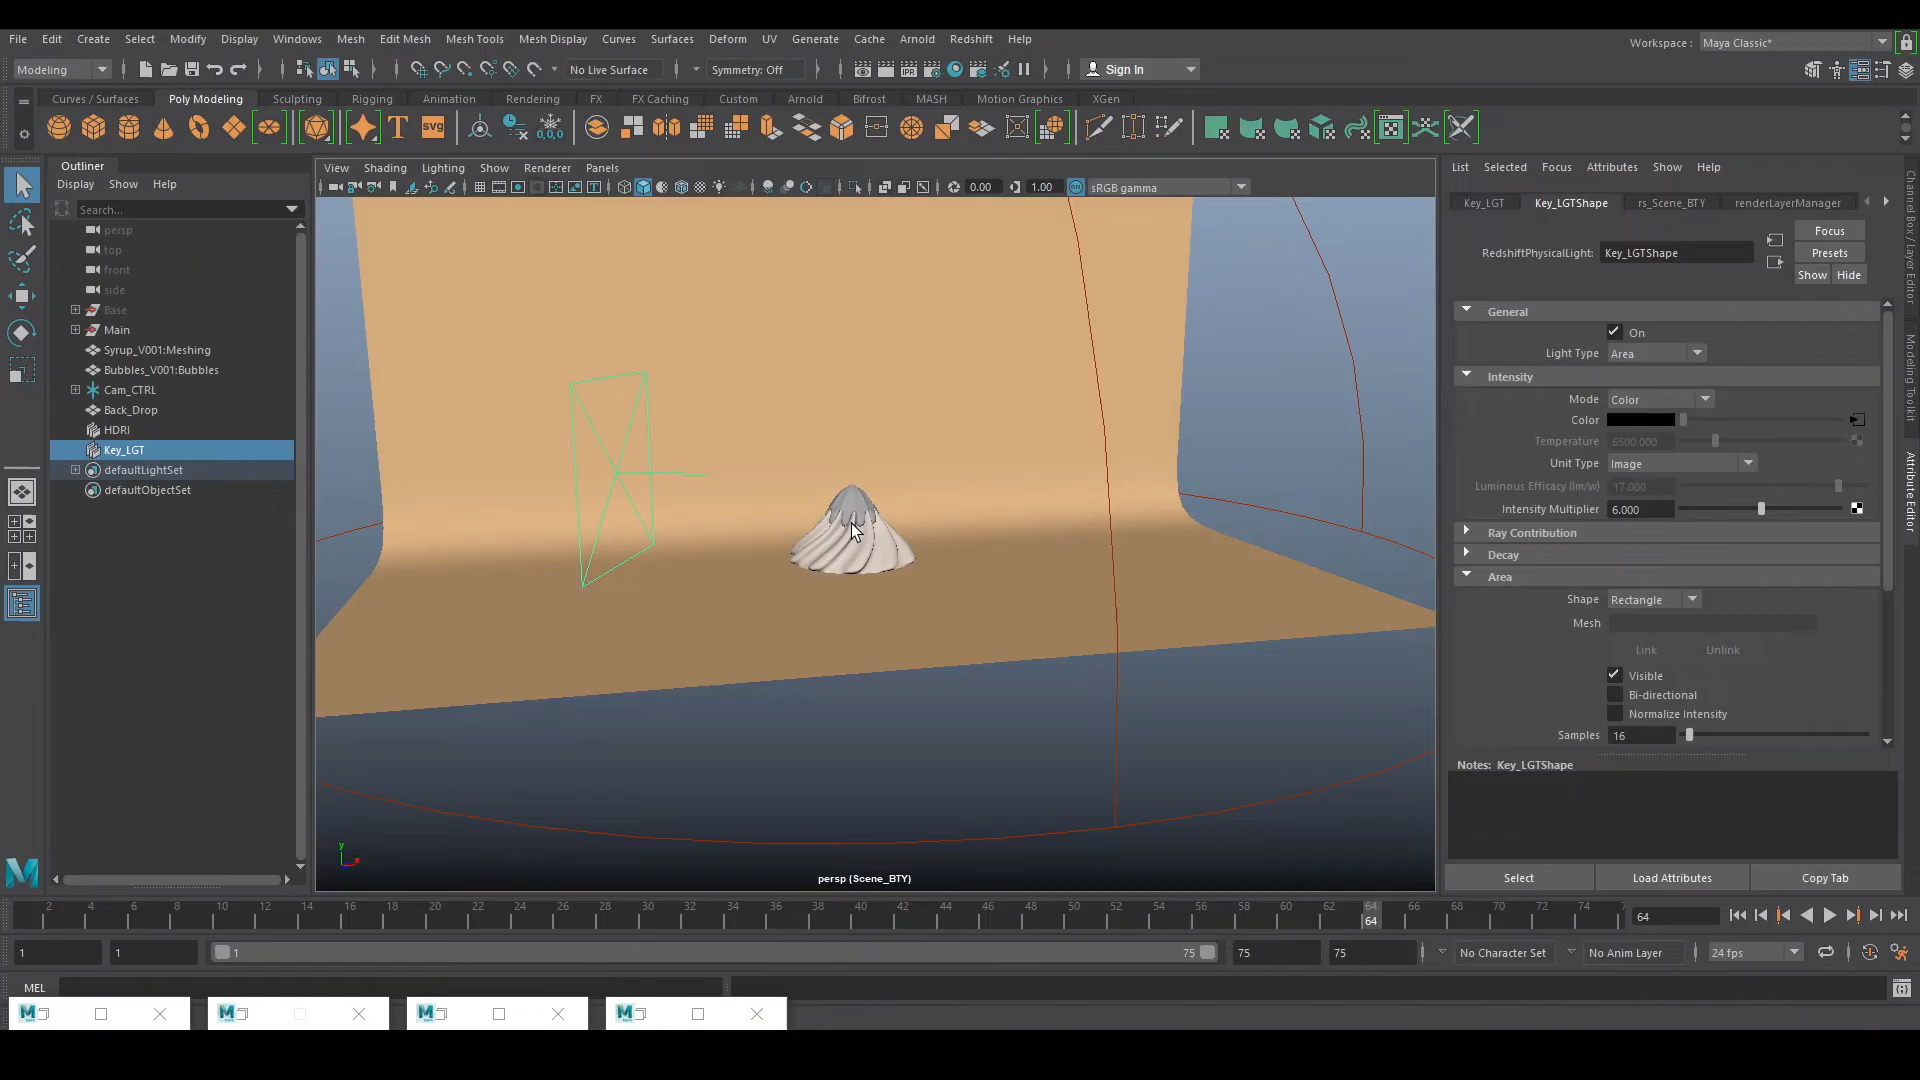 File Edit Create Select Modify Display Windows Mesh Edit Mesh Mesh Tools Mesh Display Curves Surfaces Deform UV Generate Cache Arnold Redshift Help
Workspace : Maya Classic*
Modeling No Live Surface Symmetry: Off Sign In
Curves / Surfaces Poly Modeling Sculpting Rigging Animation Rendering FX FX Caching Custom Arnold Bifrost MASH Motion Graphics XGen
Outliner
Display Show Help
Search...
persp
top
front
side
Base
Main
Syrup_V001:Meshing
Bubbles_V001:Bubbles
Cam_CTRL
Back_Drop
HDRI
Key_LGT
defaultLightSet
defaultObjectSet
View Shading Lighting Show Renderer Panels
0.00 1.00 sRGB gamma
persp (Scene_BTY)
List Selected Focus Attributes Show Help
Key_LGT Key_LGTShape rs_Scene_BTY renderLayerManager
RedshiftPhysicalLight: Key_LGTShape
Focus
Presets
Show Hide
General
On
Light Type Area
Intensity
Mode Color
Color
Temperature 6500.000
Unit Type Image
Luminous Efficacy (lm/w) 17.000
Intensity Multiplier 6.000
Ray Contribution
Decay
Area
Shape Rectangle
Mesh
Link Unlink
Visible
Bi-directional
Normalize Intensity
Samples 16
Notes: Key_LGTShape
Select Load Attributes Copy Tab
Channel Box / Layer Editor
Modeling Toolkit
Attribute Editor
2 4 6 8 10 12 14 16 18 20 22 24 26 28 30 32 34 36 38 40 42 44 46 48 50 52 54 56 58 60 62 64 66 68 70 72 74 7
64
64
1 1 1 75 75 75 No Character Set No Anim Layer 24 fps
MEL